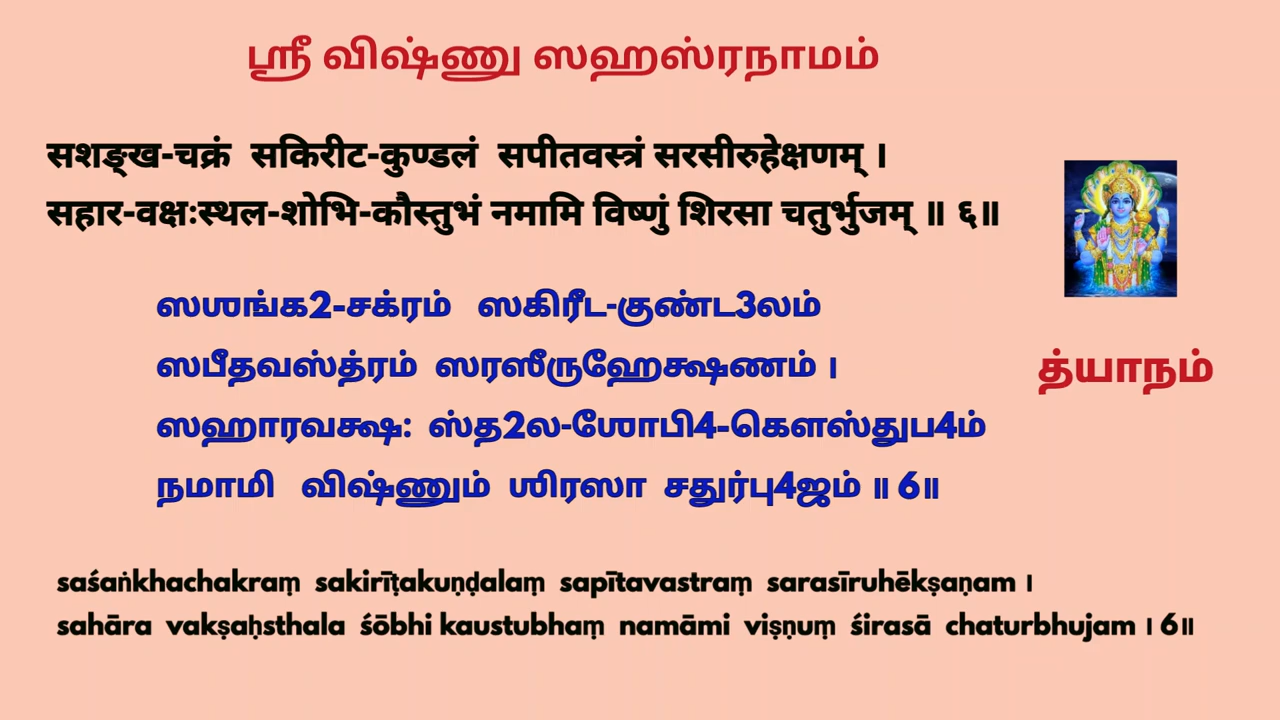 ஸ்ரீ விஷ்ணு ஸஹஸ்ரநாமம்
सशङ्ख-चक्रं सकिरीट-कुण्डलं सपीतवस्त्रं सरसीरुहेक्षणम् ।
सहार-वक्षःस्थल-शोभि-कौस्तुभं नमामि विष्णुं शिरसा चतुर्भुजम् ॥ ६॥
ஸஶங்க2-சக்ரம் ஸகிரீட-குண்ட3லம்
ஸபீதவஸ்த்ரம் ஸரஸீருஹேக்ஷணம் ।
த்யாநம்
ஸஹாரவக்ஷ: ஸ்த2ல-ஶோபி4-கௌஸ்துப4ம்
நமாமி விஷ்ணும் ஶிரஸா சதுர்பு4ஜம் ॥ 6॥
saśaṅkhachakraṃ sakirīṭakuṇḍalaṃ sapītavastraṃ sarasīruhēkṣaṇam ।
sahāra vakṣaḥsthala śōbhi kaustubhaṃ namāmi viṣṇuṃ śirasā chaturbhujam । 6॥